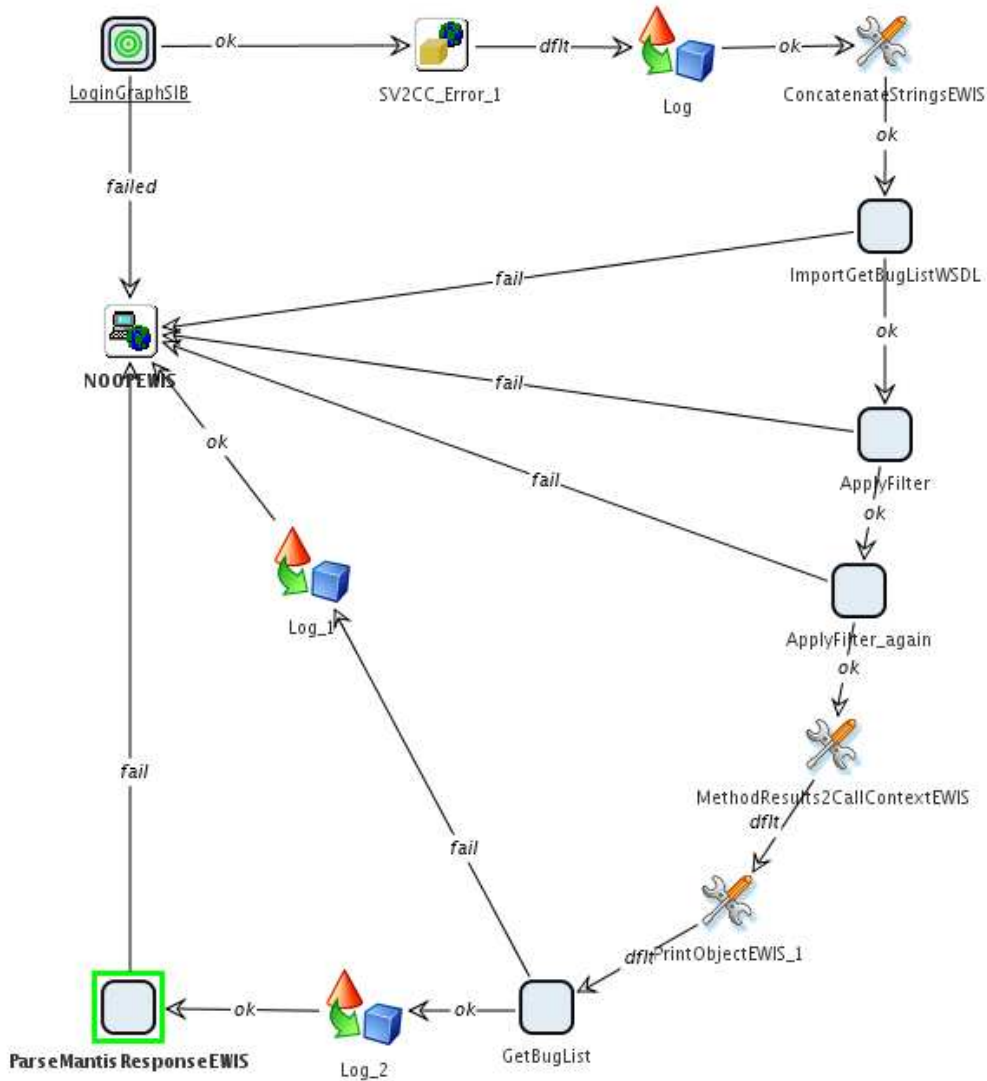 ok
dflt
ok
LoginGraphSIB
SV2CC_Error_1
Log
ConcatenateStringsEWIS
ok
failed
fail
ImportGetBugListWSDL
ok
NOOPEWIS
fail
ok
fail
ApplyFilter
ok
Log_1
ApplyFilter_again
ok
fail
MethodResults2CallContextEWIS
dflt
fail
dflt
PrintObjectEWIS_1
ok
ok
ParseMantisResponseEWIS
Log_2
GetBugList